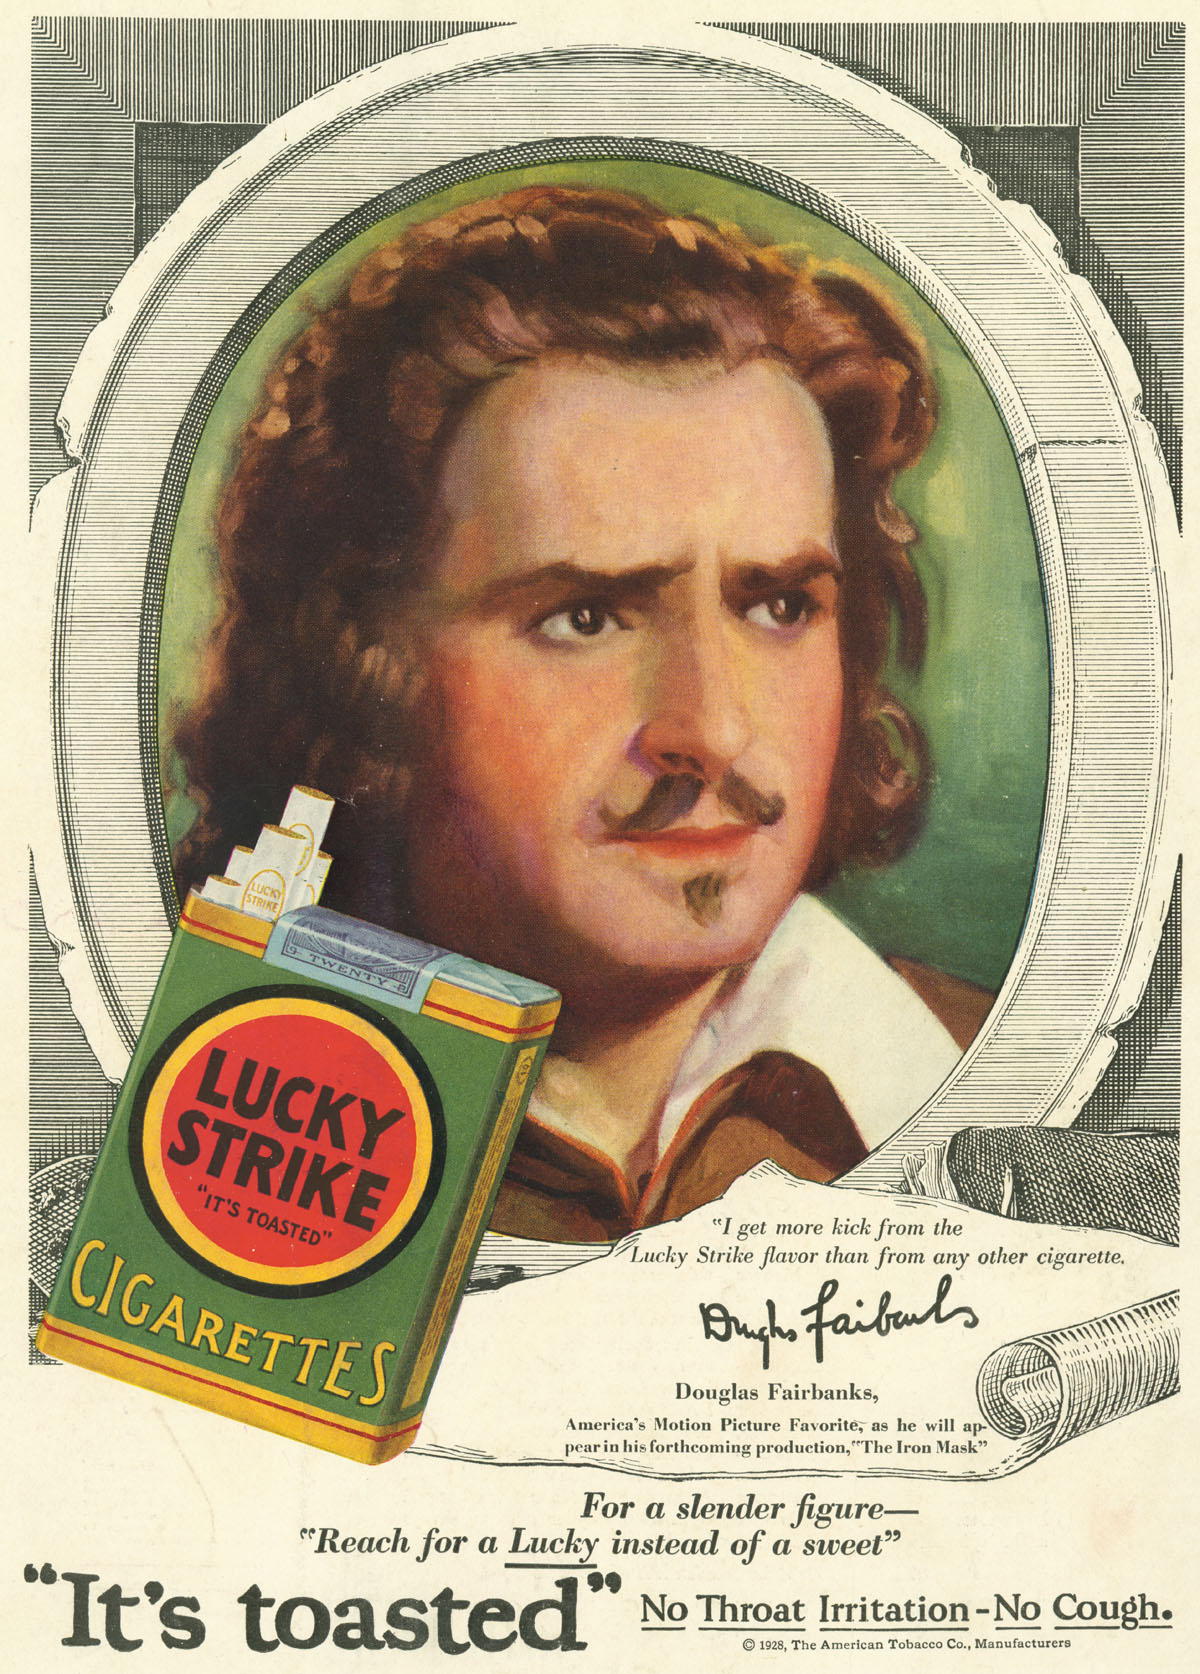 LUCKY
STRIKE
TWENTY
LUCKY
STRIKE
"IT'S TOASTED"
CIGARETTES
"I get more kick from the
Lucky Strike flavor than from any other cigarette.
Douglas Fairbanks
Douglas Fairbanks,
America's Motion Picture Favorite, as he will ap-
pear in his forthcoming production, "The Iron Mask"
For a slender figure—
"Reach for a Lucky instead of a sweet"
"It's toasted"
No Throat Irritation-No Cough.
© 1928, The American Tobacco Co., Manufacturers